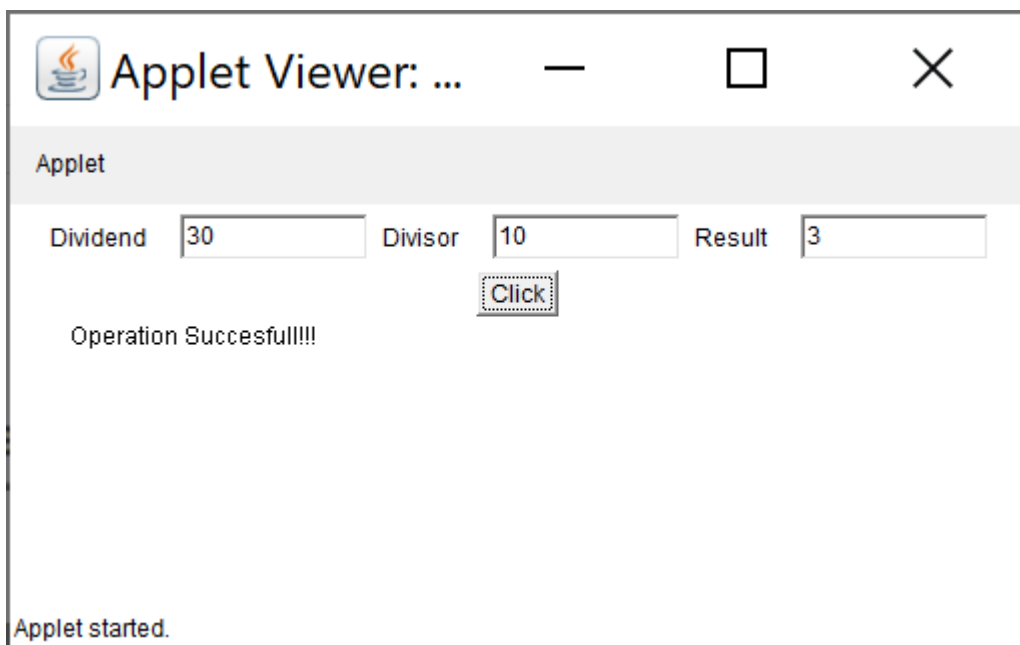 Applet Viewer: ...
Applet
Dividend 30 Divisor 10 Result 3
Click
Operation Succesfull!!!
Applet started.